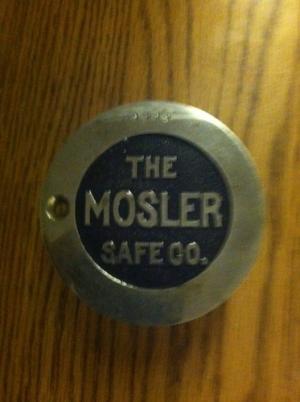 THE
MOSLER
SAFE CO.